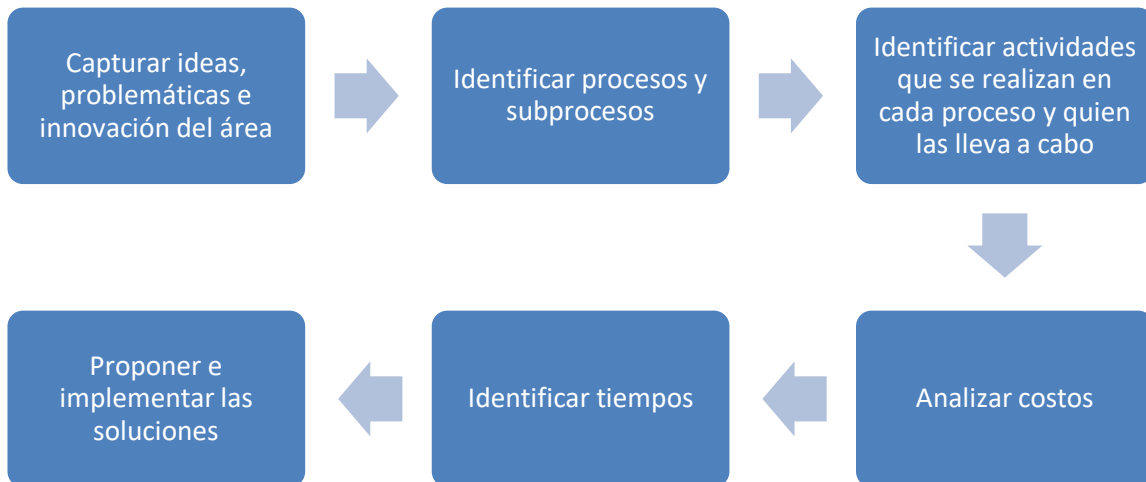 Capturar ideas,
problemáticas e
innovación del área
Identificar procesos y
subprocesos
Identificar actividades
que se realizan en
cada proceso y quien
las lleva a cabo
Analizar costos
Identificar tiempos
Proponer e
implementar las
soluciones